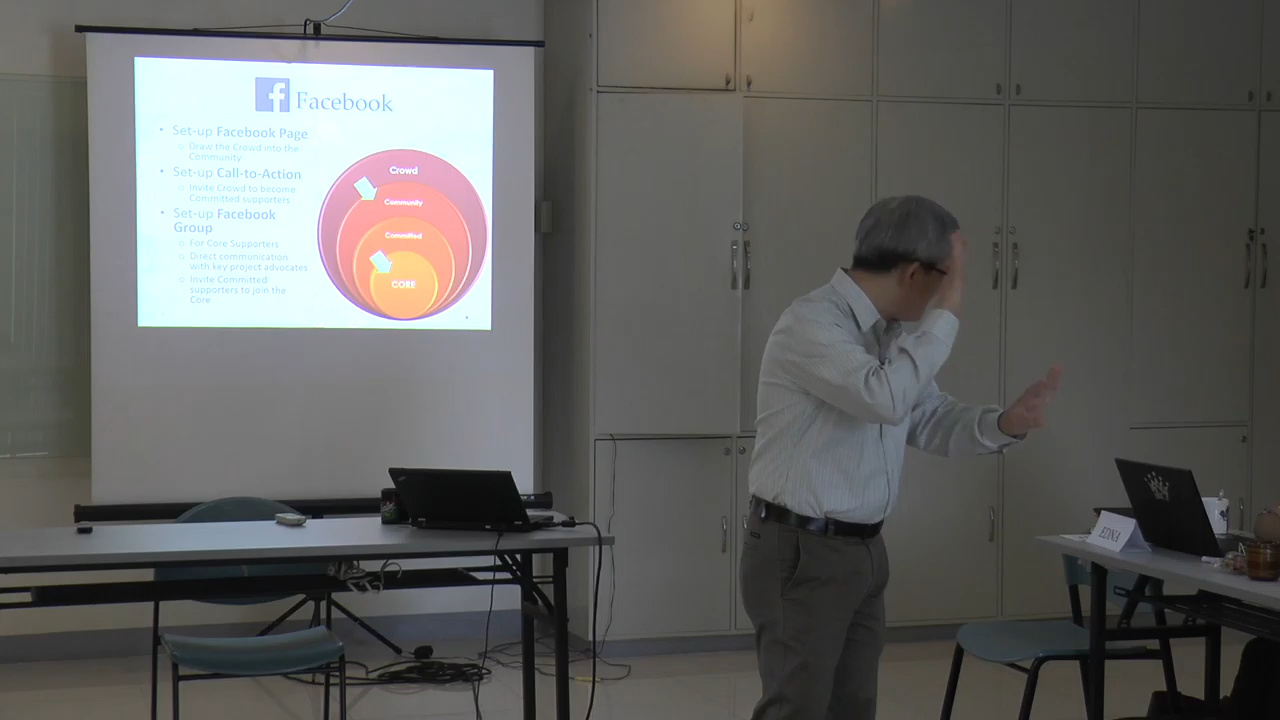 f Facebook
• Set-up Facebook Page
○ Draw the Crowd into the
Community
• Set-up Call-to-Action
○ Invite Crowd to become
Committed supporters
• Set-up Facebook
Group
○ For Core Supporters
○ Direct communication
with key project advocates
○ Invite Committed
supporters to join the
Core
Crowd
Community
Committed
CORE
EDNA